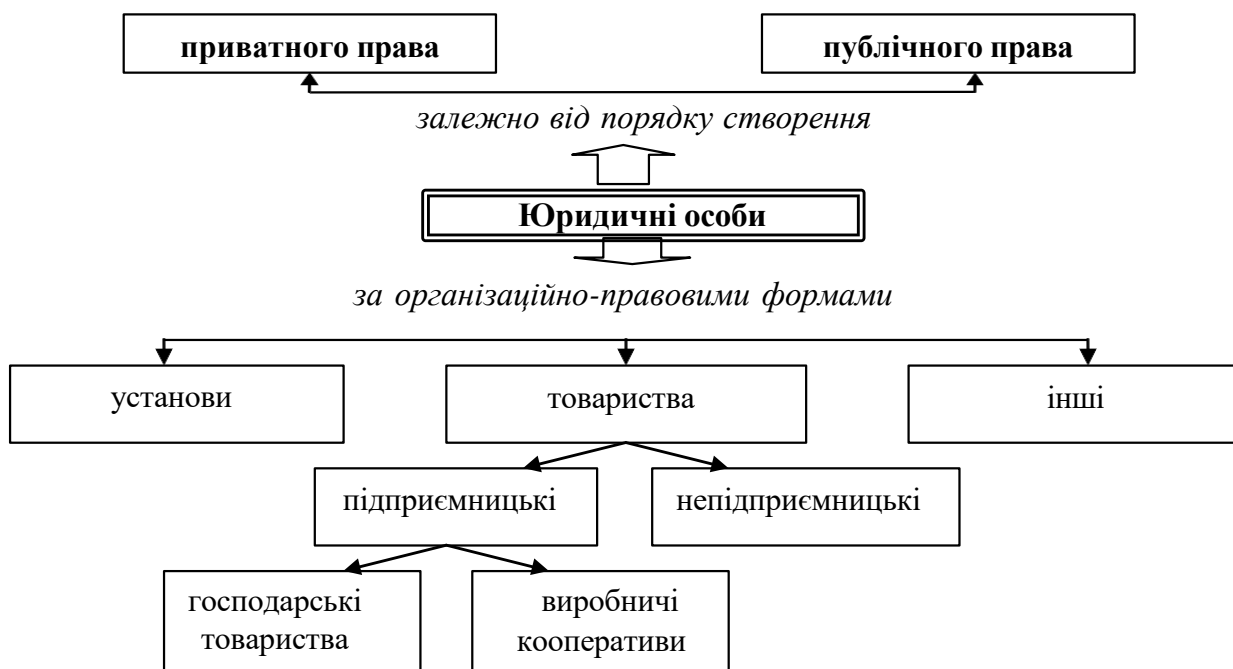 приватного права
публічного права
залежно від порядку створення
Юридичні особи
за організаційно-правовими формами
установи
товариства
інші
підприємницькі
непідприємницькі
господарські
товариства
виробничі
кооперативи